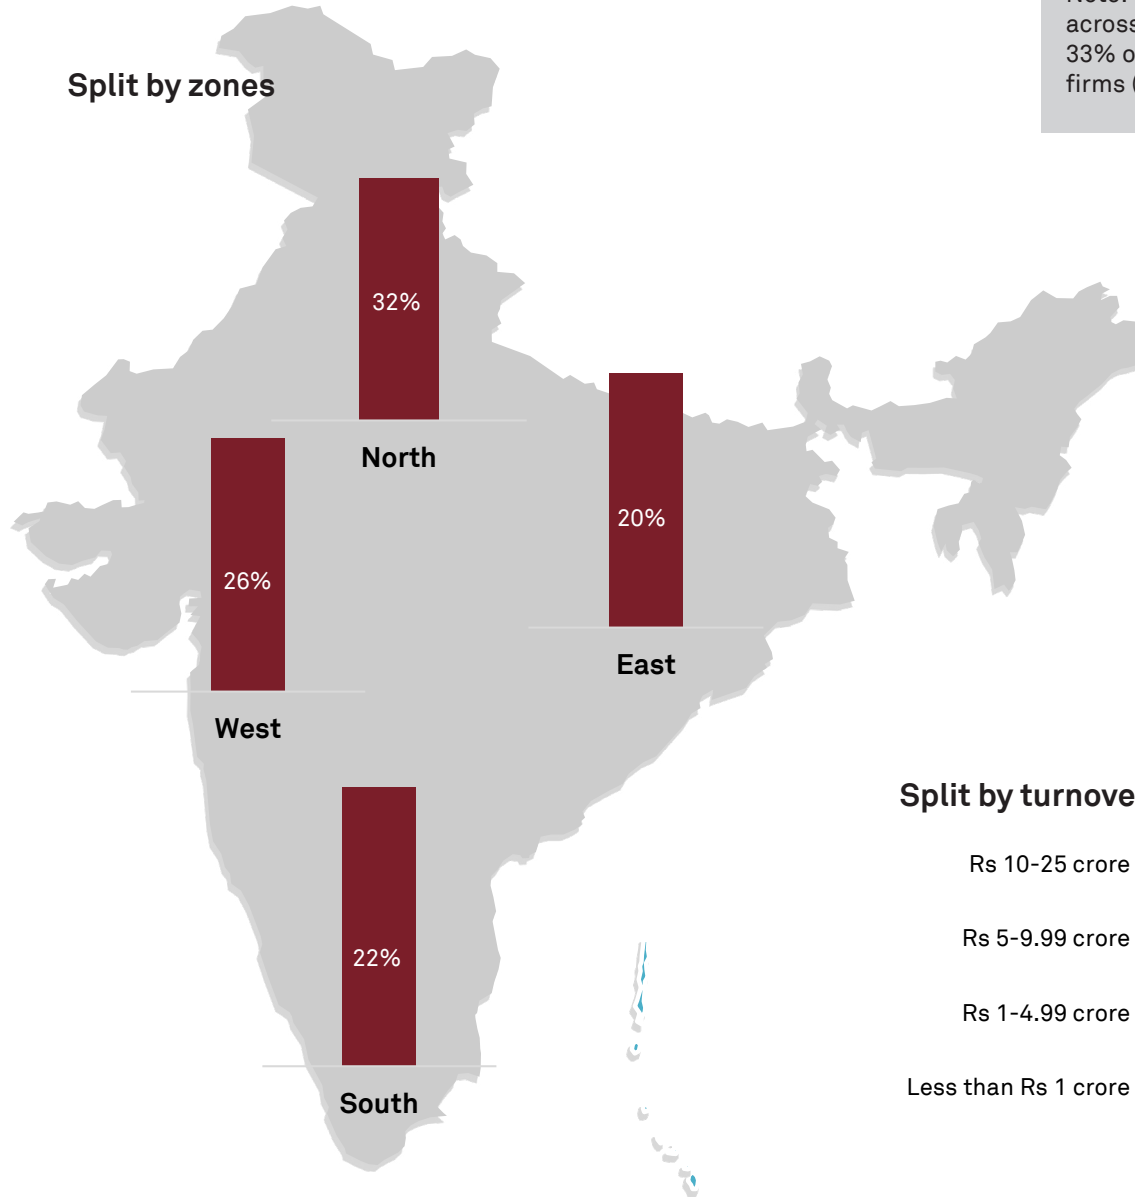 across
33% o
firms (
Split by zones
32%
North
20%
East
26%
West
22%
South
Split by turnove
Rs 10-25 crore
Rs 5-9.99 crore
Rs 1-4.99 crore
Less than Rs 1 crore